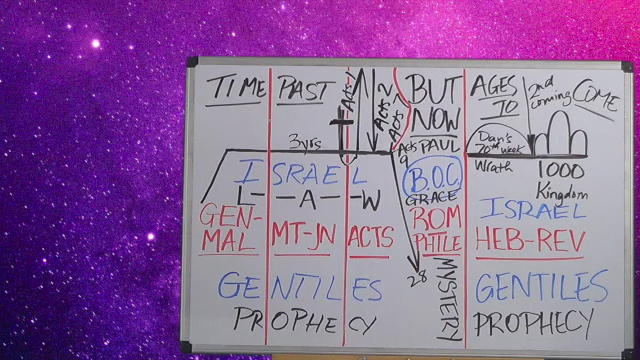 TIME PAST
Acts-1
Acts 2
Acts 7
BUT
NOW
AGES
TO
2nd
coming
COME
3yrs
Acts
9
PAUL
Dan's
70th week
Wrath
1000
Kingdom
ISRAEL
L-A-W
B.O.C.
GRACE
GEN-
MAL
MT-JN
ACTS
ROM
PHILE
28
MYSTERY
ISRAEL
HEB-REV
GENTILES
PROPHECY
GENTILES
PROPHECY